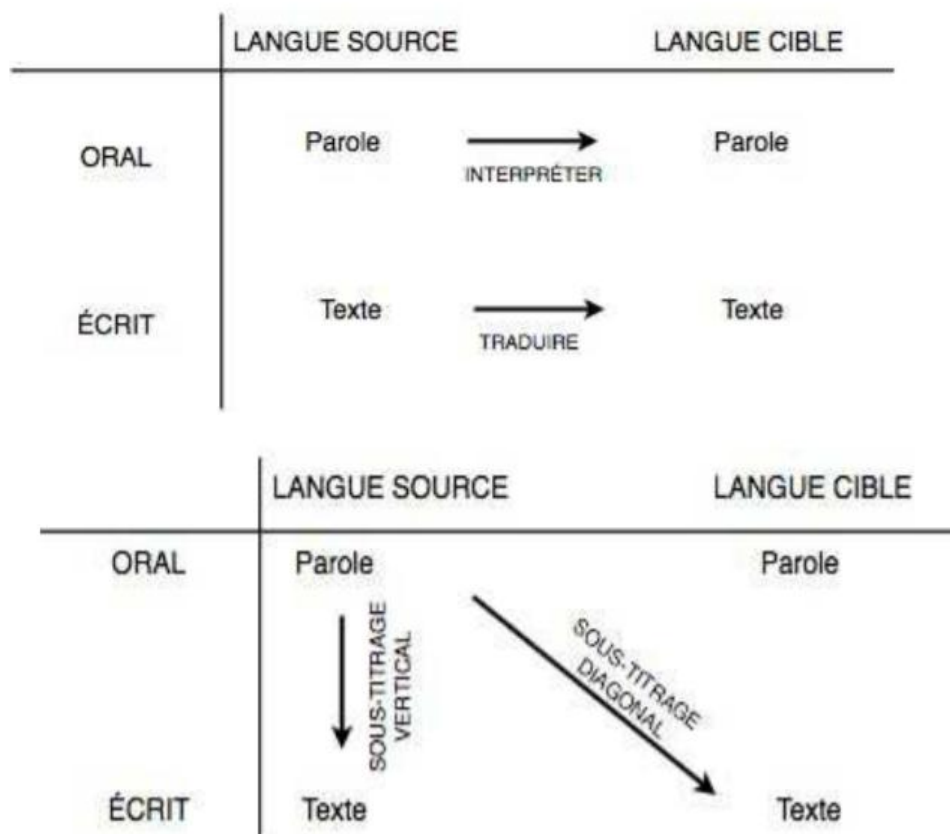 LANGUE SOURCE LANGUE CIBLE
ORAL Parole Parole
INTERPRÉTER
ÉCRIT Texte Texte
TRADUIRE
LANGUE SOURCE LANGUE CIBLE
ORAL Parole Parole
SOUS-TITRAGE
VERTICAL
SOUS-TITRAGE
DIAGONAL
ÉCRIT Texte Texte